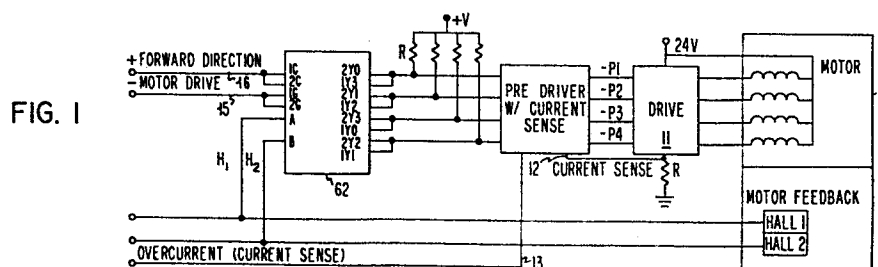 FIG. 1
+ FORWARD DIRECTION
- MOTOR DRIVE
16
15
H1
H2
1C
2C
1G
2G
A
B
2Y0
1Y3
2Y1
1Y2
2Y3
1Y0
2Y2
1Y1
62
R
+V
PRE DRIVER
W/ CURRENT
SENSE
-P1
-P2
-P3
-P4
24V
DRIVE
11
12
CURRENT SENSE
R
MOTOR
MOTOR FEEDBACK
HALL 1
HALL 2
OVERCURRENT (CURRENT SENSE)
13